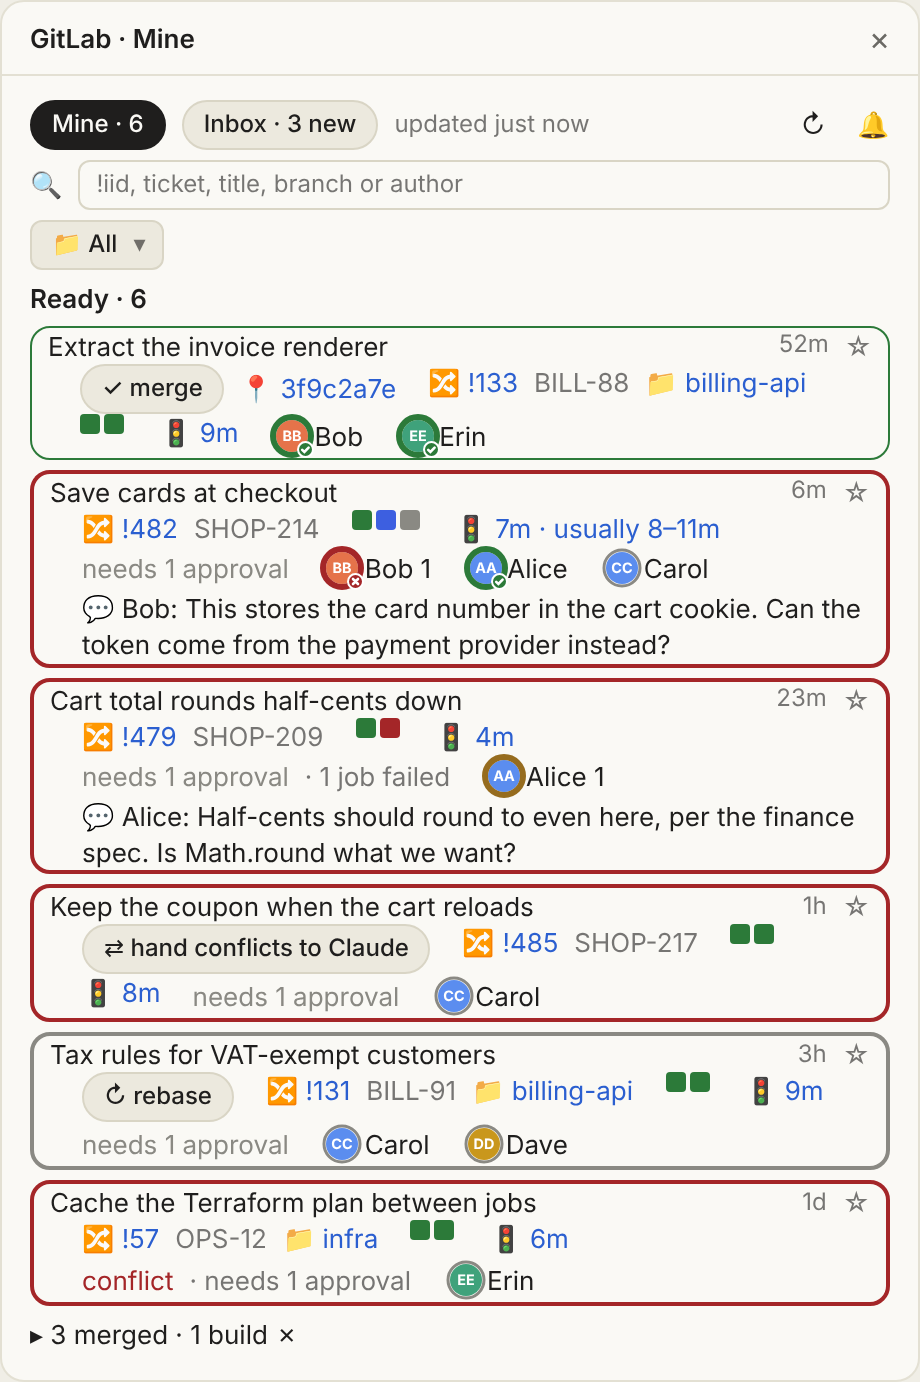 GitLab · Mine ×
Mine · 6 Inbox · 3 new updated just now
!iid, ticket, title, branch or author
All
Ready · 6
Extract the invoice renderer 52m
✓ merge 3f9c2a7e !133 BILL-88 billing-api
9m BB Bob EE Erin
Save cards at checkout 6m
!482 SHOP-214 7m · usually 8–11m
needs 1 approval BB Bob 1 AA Alice CC Carol
Bob: This stores the card number in the cart cookie. Can the
token come from the payment provider instead?
Cart total rounds half-cents down 23m
!479 SHOP-209 4m
needs 1 approval · 1 job failed AA Alice 1
Alice: Half-cents should round to even here, per the finance
spec. Is Math.round what we want?
Keep the coupon when the cart reloads 1h
⇄ hand conflicts to Claude !485 SHOP-217
8m needs 1 approval CC Carol
Tax rules for VAT-exempt customers 3h
↻ rebase !131 BILL-91 billing-api 9m
needs 1 approval CC Carol DD Dave
Cache the Terraform plan between jobs 1d
!57 OPS-12 infra 6m
conflict · needs 1 approval EE Erin
▸ 3 merged · 1 build ×